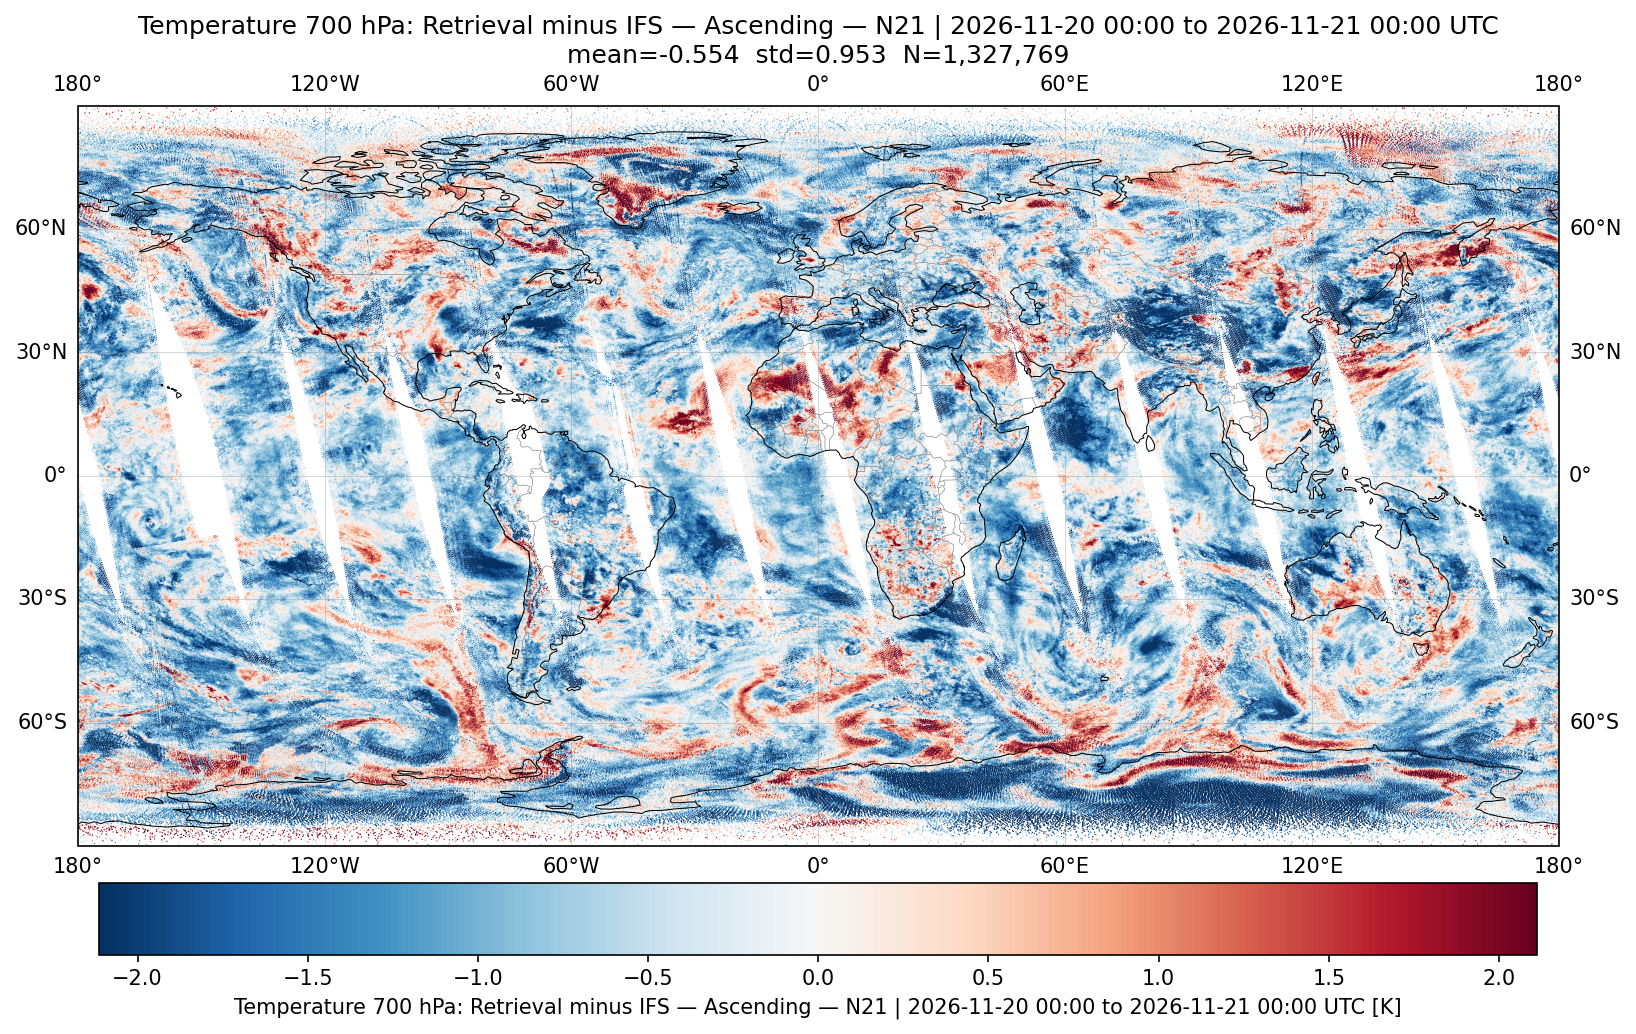 Temperature 700 hPa: Retrieval minus IFS — Ascending — N21 | 2026-11-20 00:00 to 2026-11-21 00:00 UTC
mean=-0.554  std=0.953  N=1,327,769
180° 120°W 60°W 0° 60°E 120°E 180°
60°N 60°N
30°N 30°N
0° 0°
30°S 30°S
60°S 60°S
180° 120°W 60°W 0° 60°E 120°E 180°
−2.0 −1.5 −1.0 −0.5 0.0 0.5 1.0 1.5 2.0
Temperature 700 hPa: Retrieval minus IFS — Ascending — N21 | 2026-11-20 00:00 to 2026-11-21 00:00 UTC [K]